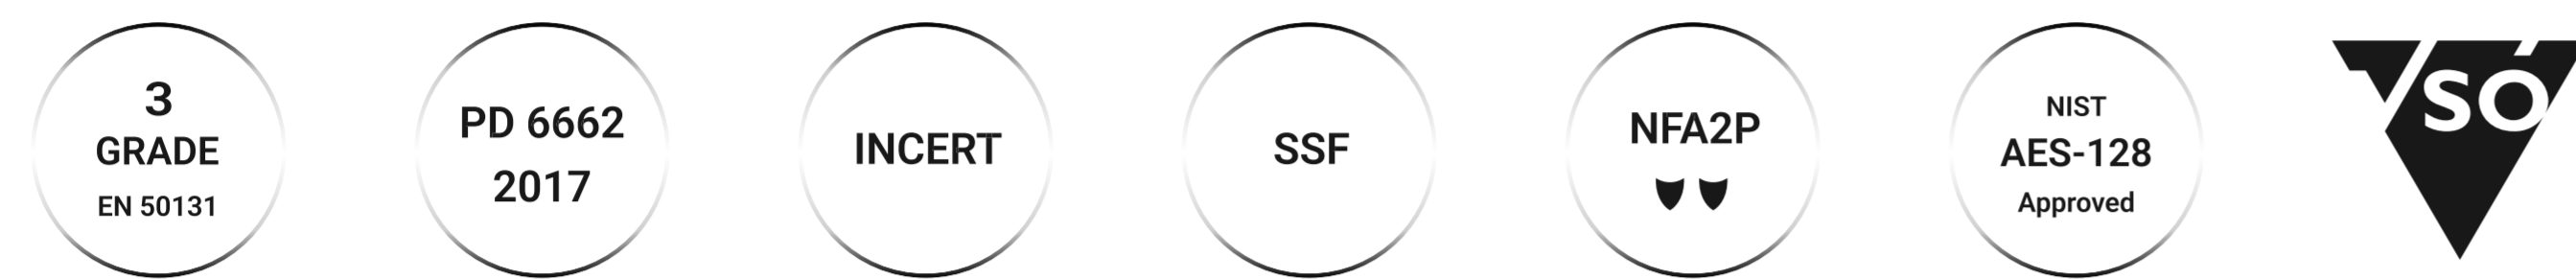 3
GRADE
EN 50131
PD 6662
2017
INCERT
SSF
NFA2P
NIST
AES-128
Approved
VSÖ